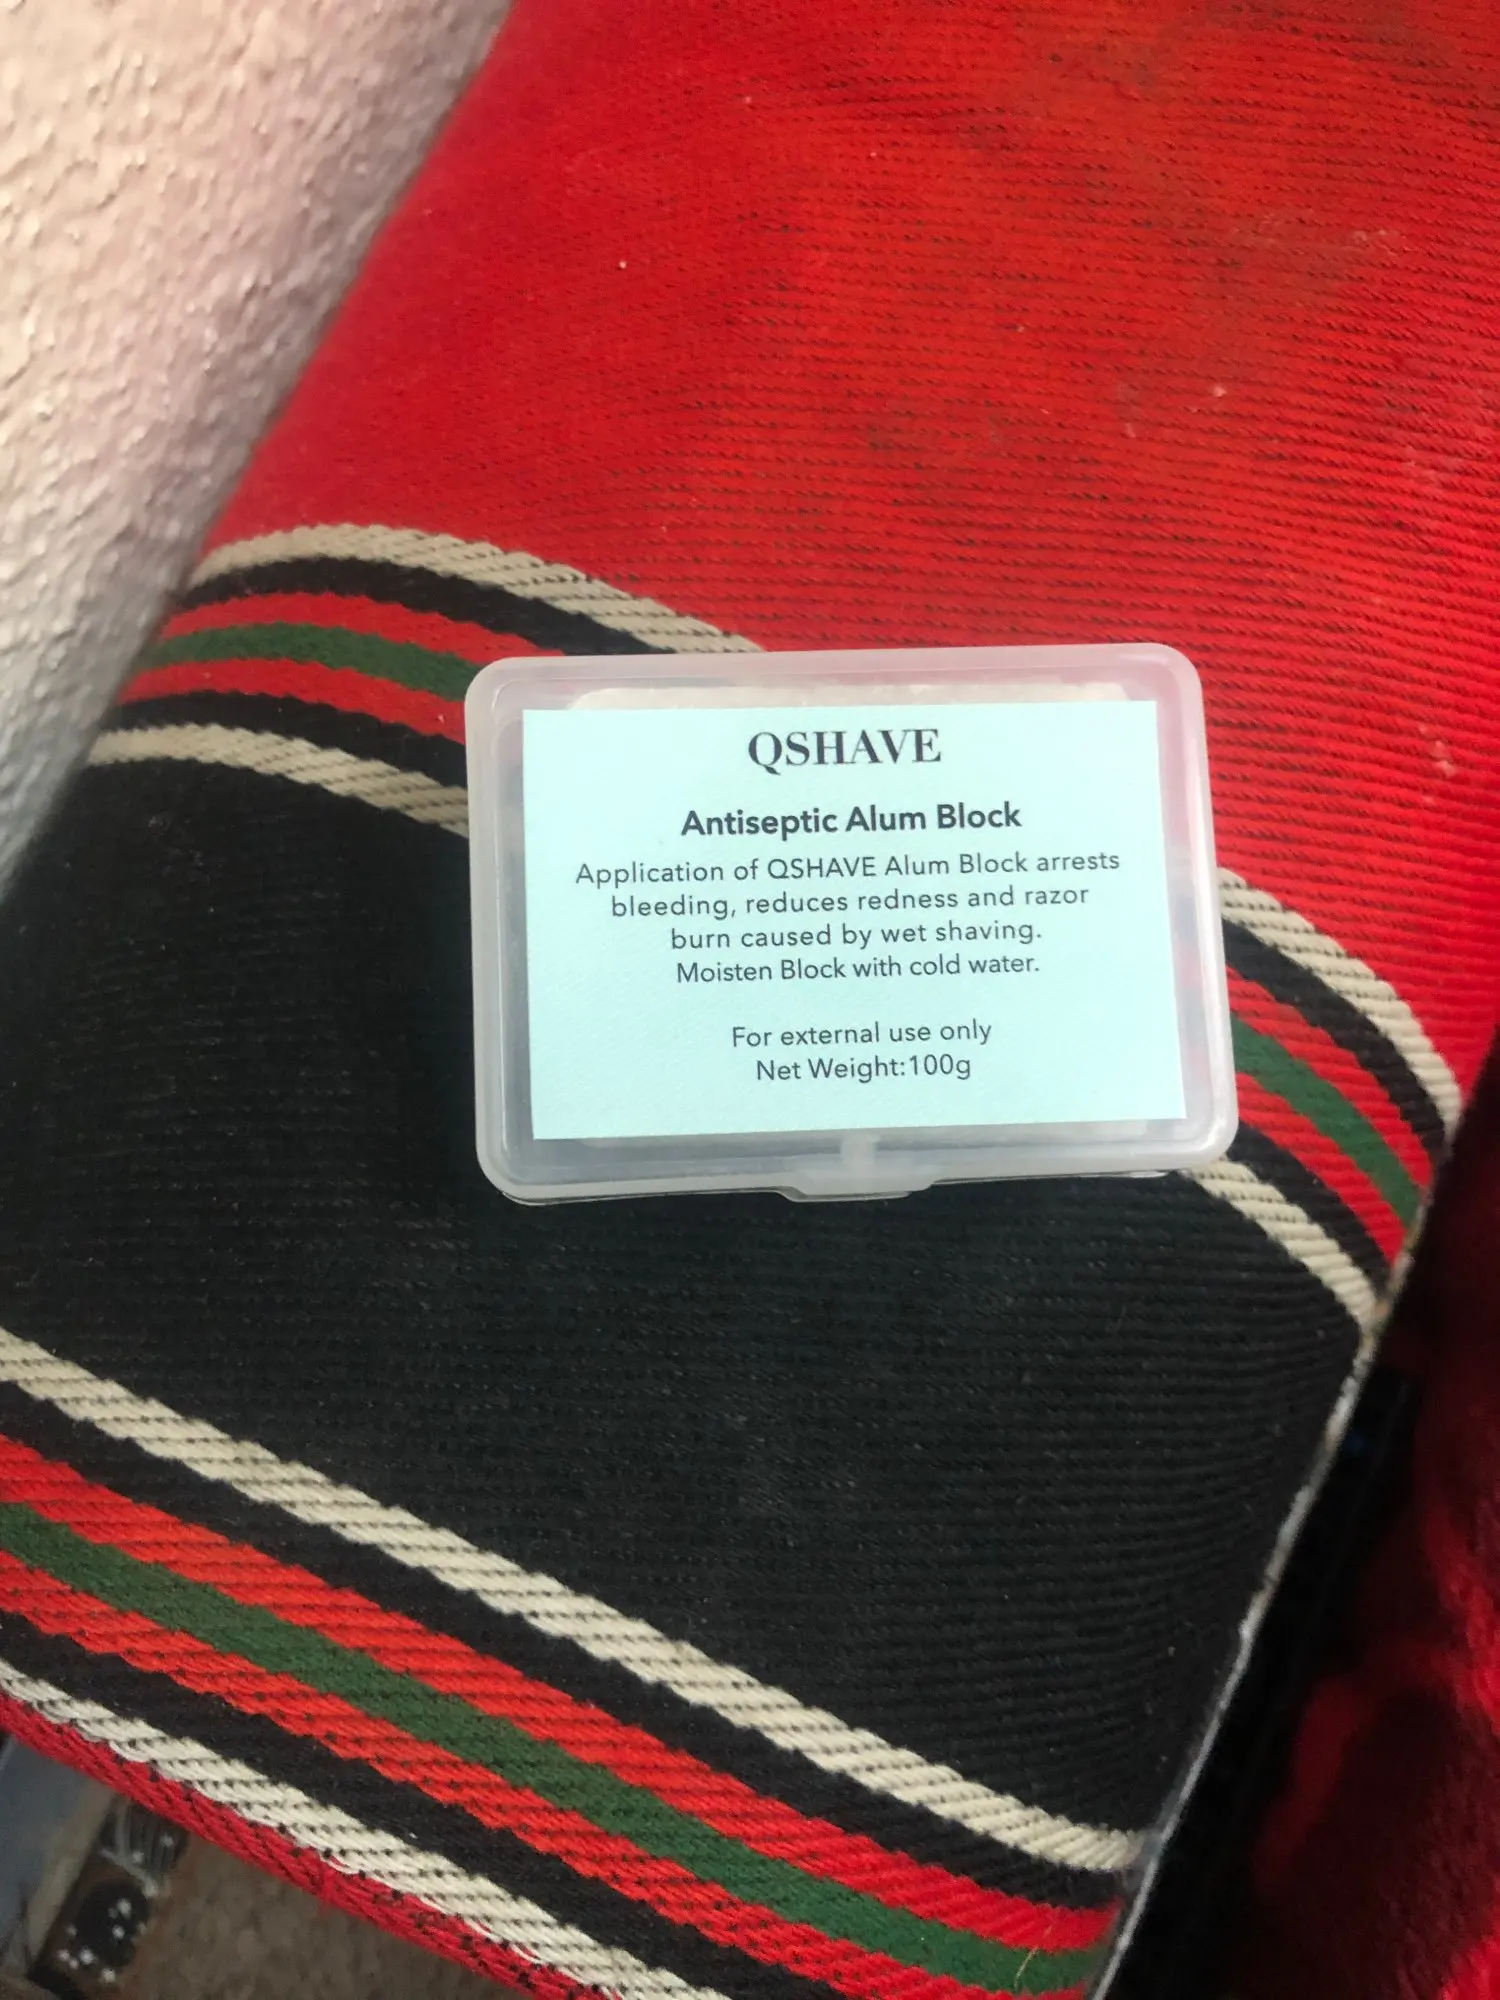 QSHAVE
Antiseptic Alum Block
Application of QSHAVE Alum Block arrests
bleeding, reduces redness and razor
burn caused by wet shaving.
Moisten Block with cold water.
For external use only
Net Weight:100g